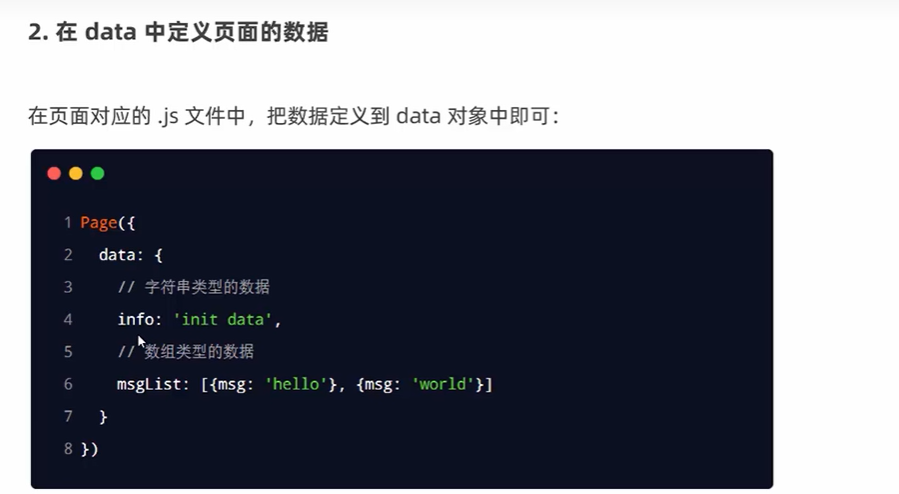 2. 在 data 中定义页面的数据
在页面对应的 .js 文件中，把数据定义到 data 对象中即可：
1 Page({
2   data: {
3     // 字符串类型的数据
4     info: 'init data',
5     // 数组类型的数据
6     msgList: [{msg: 'hello'}, {msg: 'world'}]
7   }
8 })